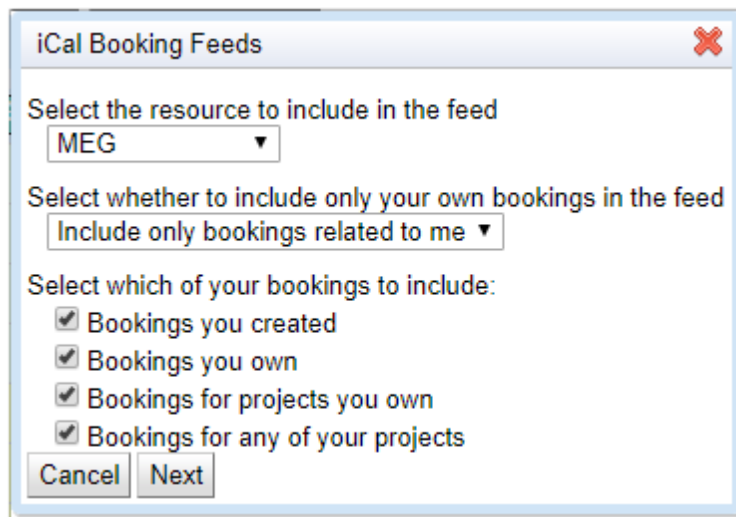 iCal Booking Feeds
Select the resource to include in the feed
MEG
Select whether to include only your own bookings in the feed
Include only bookings related to me
Select which of your bookings to include:
Bookings you created
Bookings you own
Bookings for projects you own
Bookings for any of your projects
Cancel Next